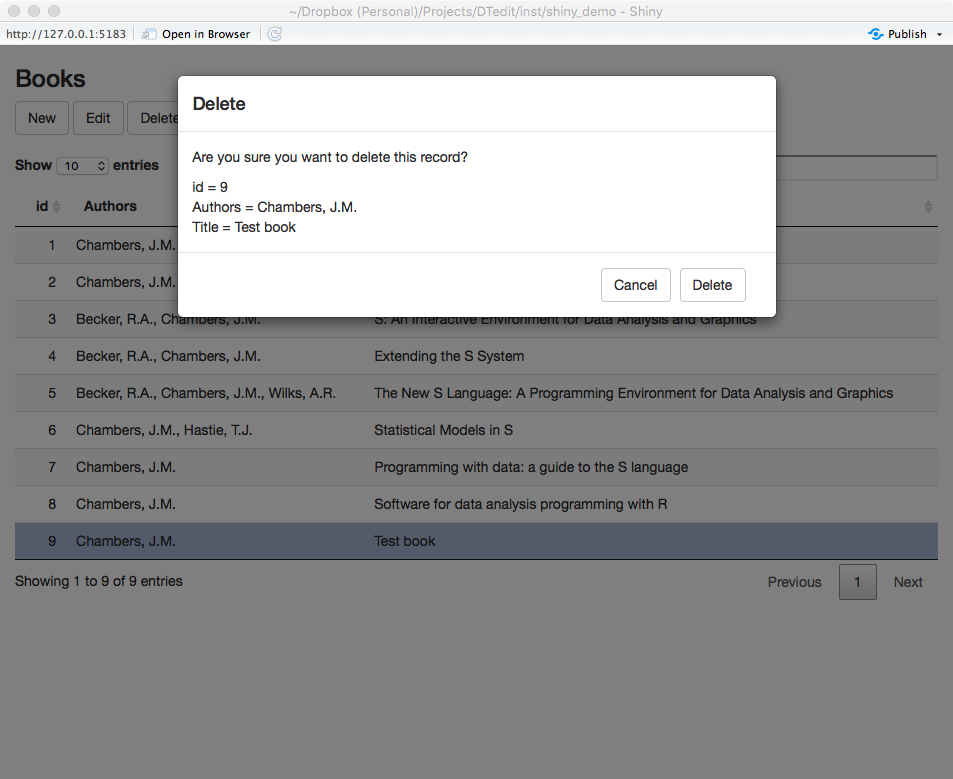 ~/Dropbox (Personal)/Projects/DTedit/inst/shiny_demo - Shiny
http://127.0.0.1:5183 Open in Browser Publish
Books
New Edit Delete
Show 10 entries
id Authors
Delete
Are you sure you want to delete this record?
id = 9
Authors = Chambers, J.M.
Title = Test book
Cancel Delete
1 Chambers, J.M.
2 Chambers, J.M.
3 Becker, R.A., Chambers, J.M. S: An Interactive Environment for Data Analysis and Graphics
4 Becker, R.A., Chambers, J.M. Extending the S System
5 Becker, R.A., Chambers, J.M., Wilks, A.R. The New S Language: A Programming Environment for Data Analysis and Graphics
6 Chambers, J.M., Hastie, T.J. Statistical Models in S
7 Chambers, J.M. Programming with data: a guide to the S language
8 Chambers, J.M. Software for data analysis programming with R
9 Chambers, J.M. Test book
Showing 1 to 9 of 9 entries Previous 1 Next